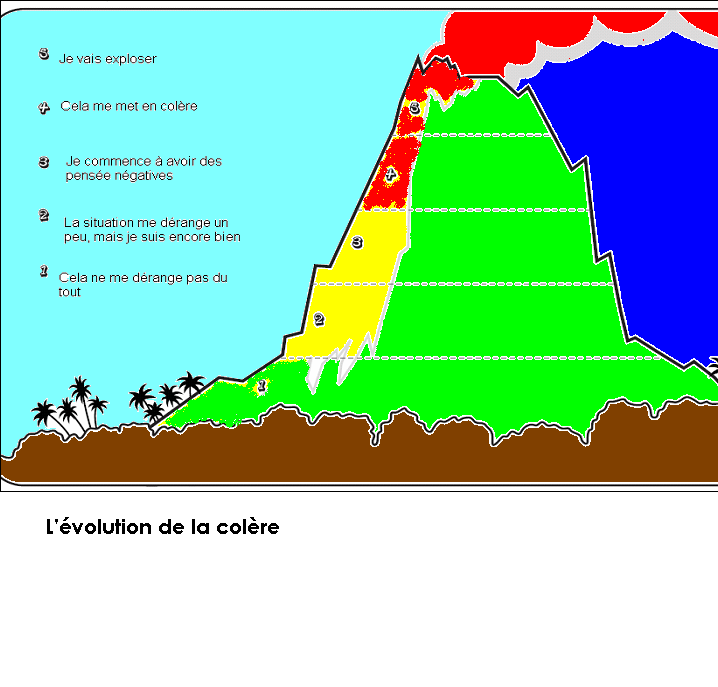 5 Je vais exploser
4 Cela me met en colère
3 Je commence à avoir des
pensée négatives
2 La situation me dérange un
peu, mais je suis encore bien
1 Cela ne me dérange pas du
tout
5
4
3
2
1
L'évolution de la colère